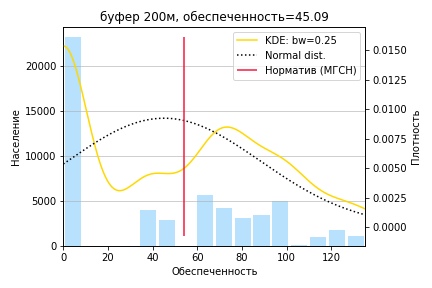 буфер 200м, обеспеченность=45.09
KDE: bw=0.25
Normal dist.
Норматив (МГСН)
Население
20000
15000
10000
5000
0
0.0150
0.0125
0.0100
0.0075
0.0050
0.0025
0.0000
Плотность
0 20 40 60 80 100 120
Обеспеченность